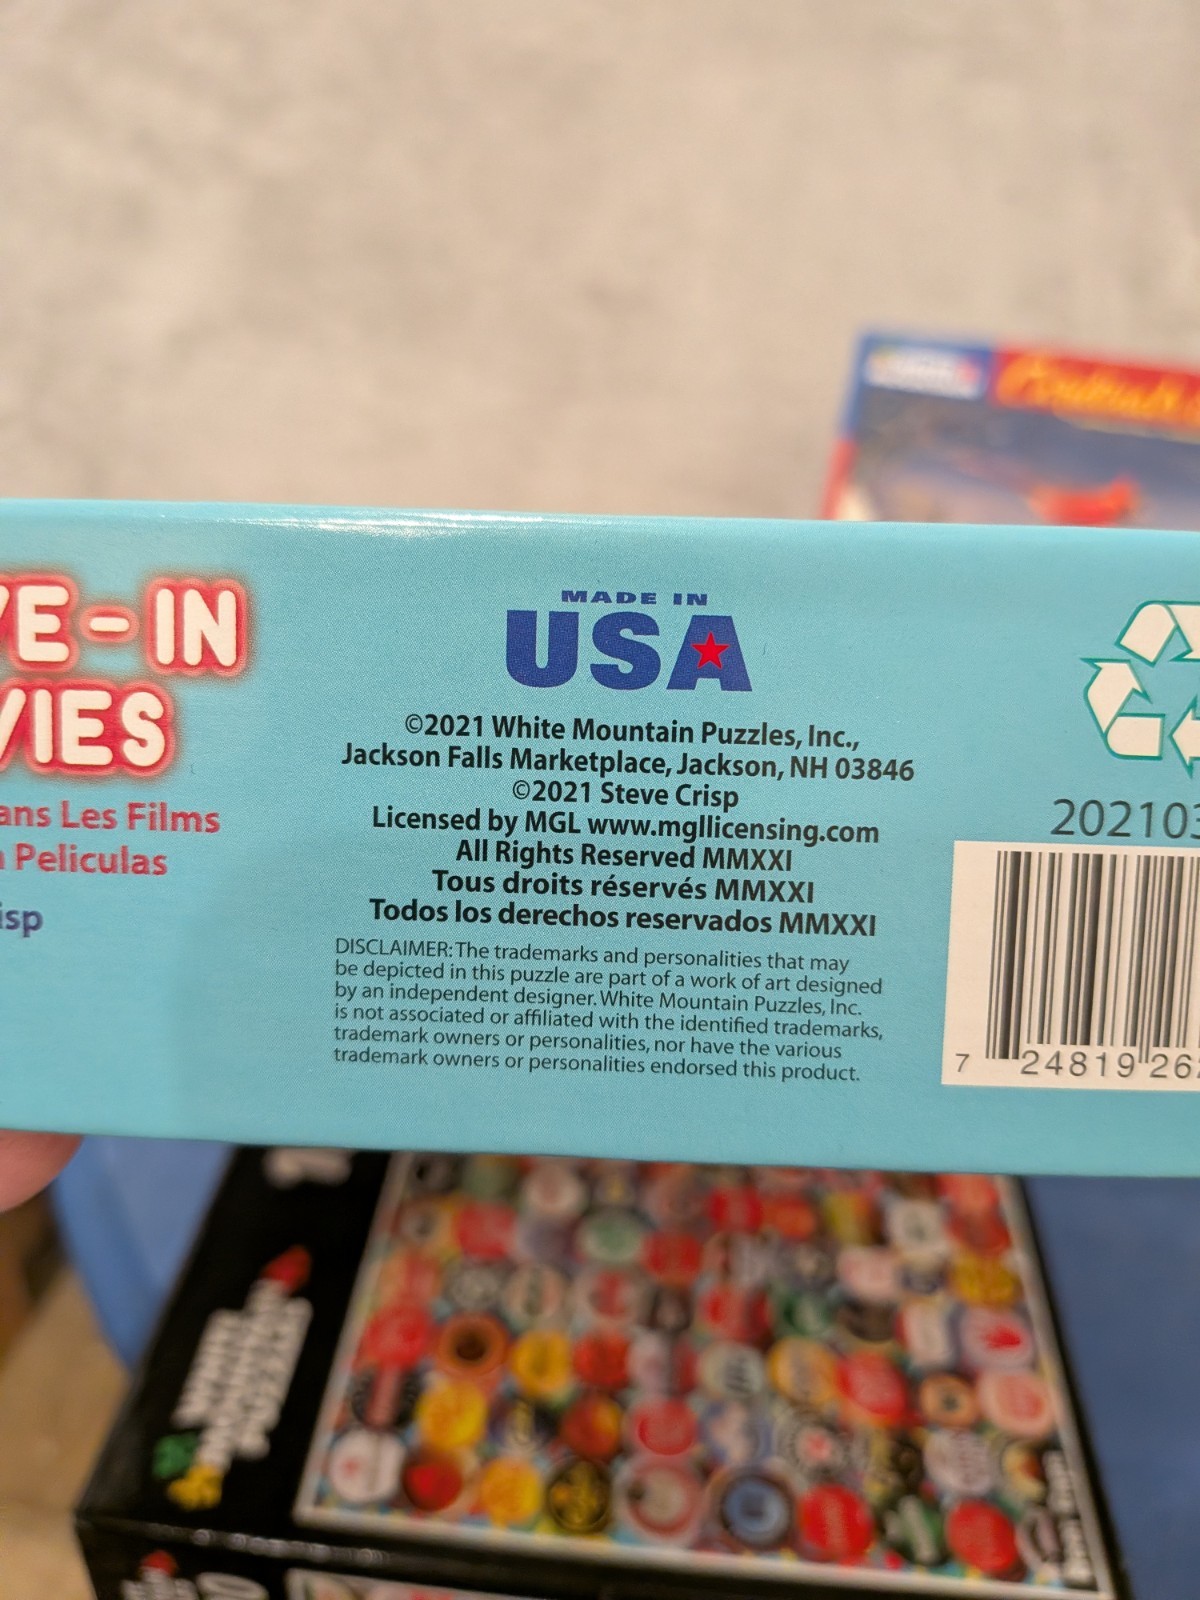 VE-IN
VIES
ans Les Films
Peliculas
isp
MADE IN
USA
©2021 White Mountain Puzzles, Inc.,
Jackson Falls Marketplace, Jackson, NH 03846
©2021 Steve Crisp
Licensed by MGL www.mgllicensing.com
All Rights Reserved MMXXI
Tous droits réservés MMXXI
Todos los derechos reservados MMXXI
DISCLAIMER: The trademarks and personalities that may
be depicted in this puzzle are part of a work of art designed
by an independent designer. White Mountain Puzzles, Inc.
is not associated or affiliated with the identified trademarks,
trademark owners or personalities, nor have the various
trademark owners or personalities endorsed this product.
20210
7 24819 26
WHITE
MOUNTAIN
PUZZLES